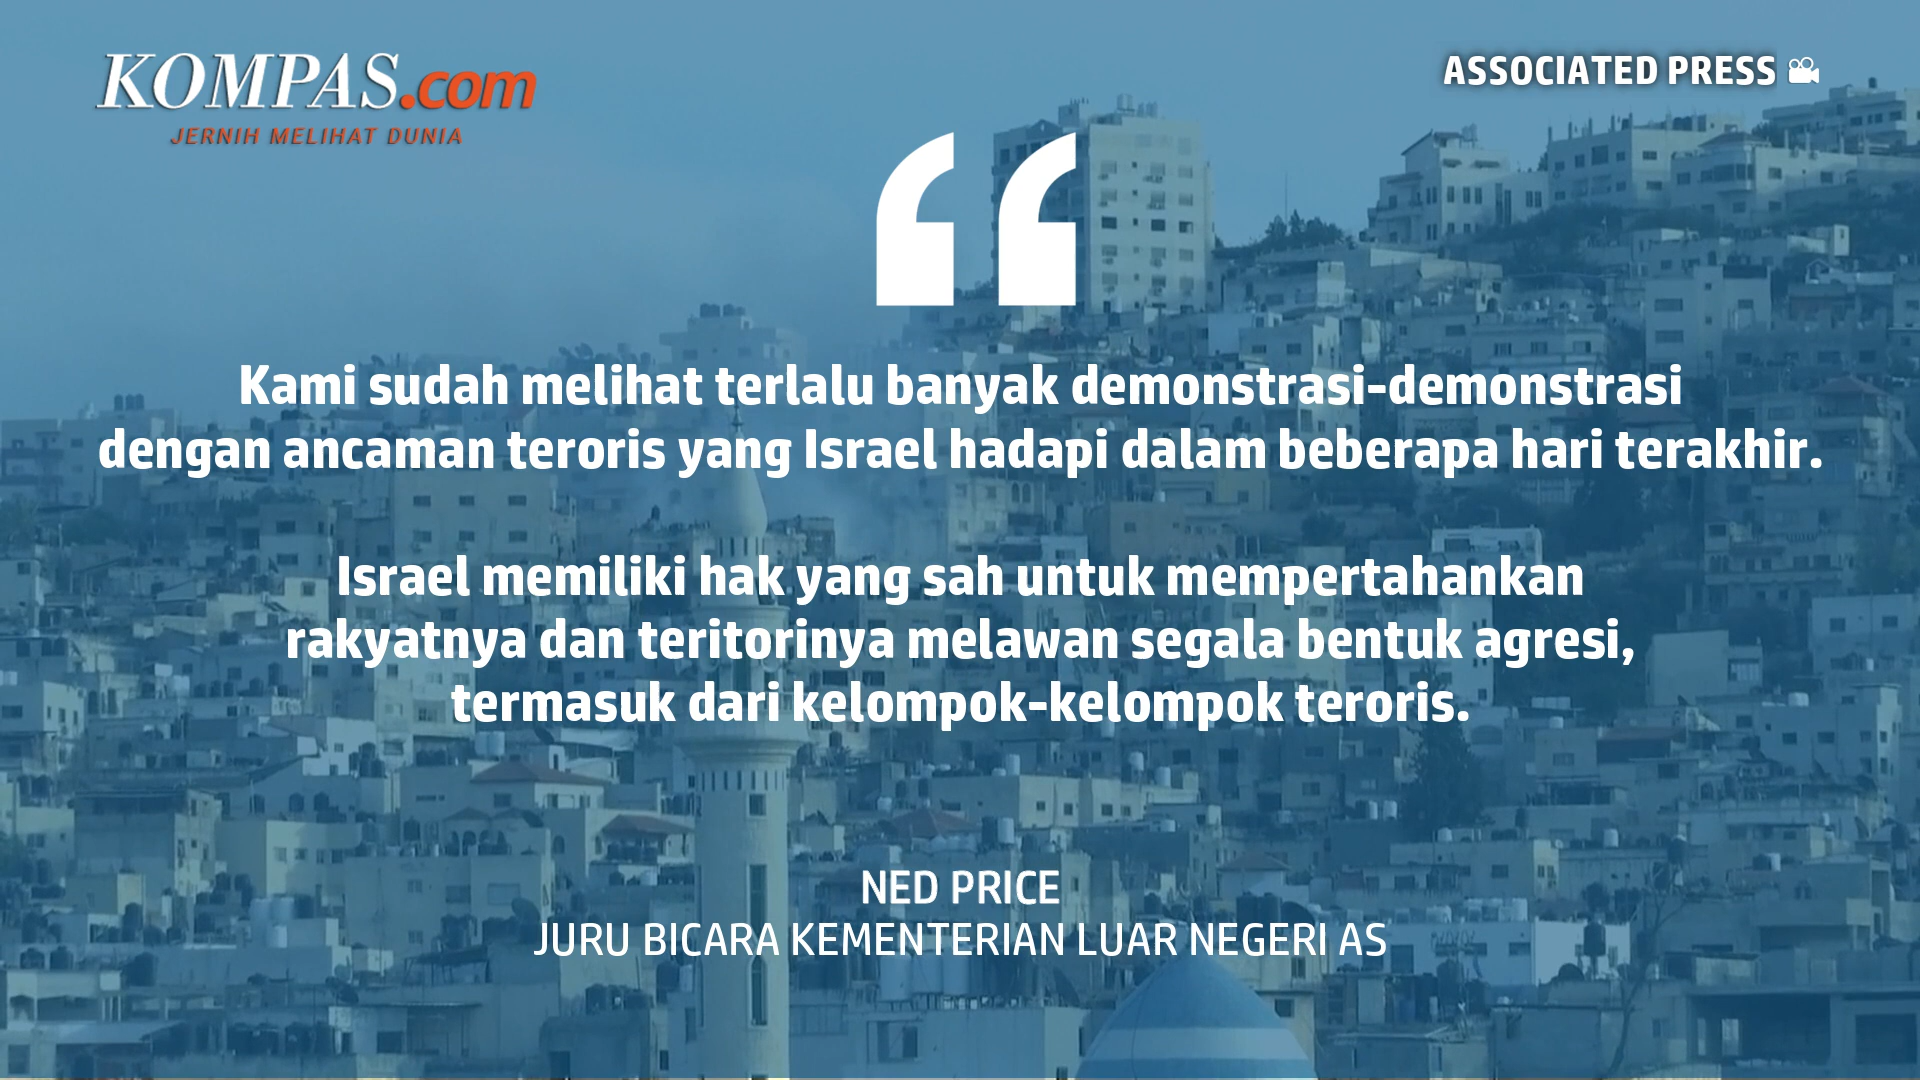 KOMPAS.com
JERNIH MELIHAT DUNIA
ASSOCIATED PRESS
Kami sudah melihat terlalu banyak demonstrasi-demonstrasi
dengan ancaman teroris yang Israel hadapi dalam beberapa hari terakhir.
Israel memiliki hak yang sah untuk mempertahankan
rakyatnya dan teritorinya melawan segala bentuk agresi,
termasuk dari kelompok-kelompok teroris.
NED PRICE
JURU BICARA KEMENTERIAN LUAR NEGERI AS